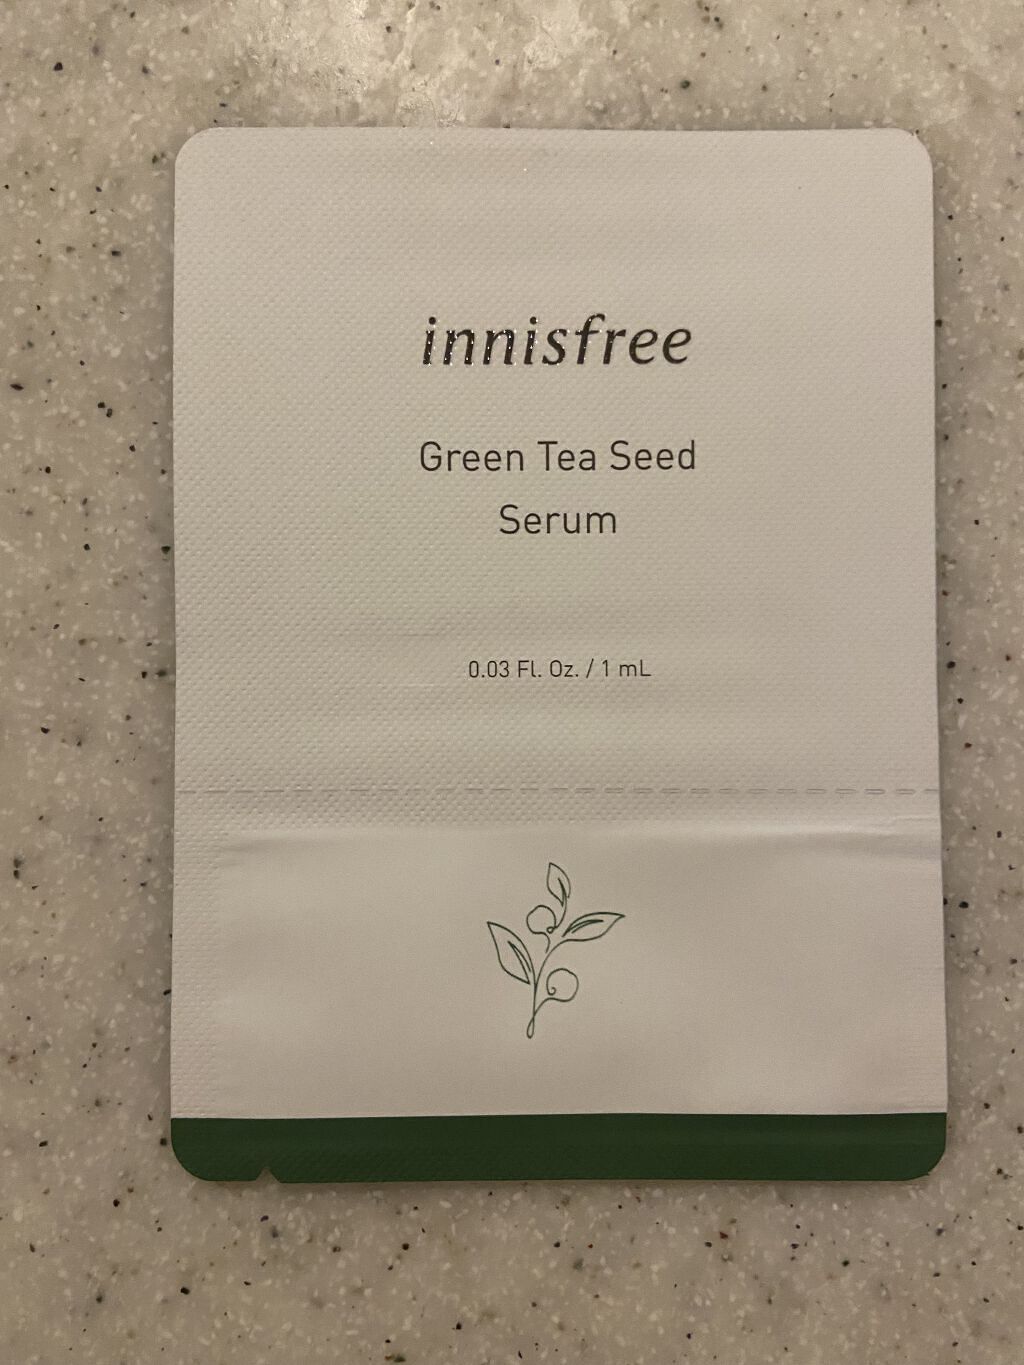 innisfree
Green Tea Seed
Serum
0.03 Fl. Oz. / 1 mL